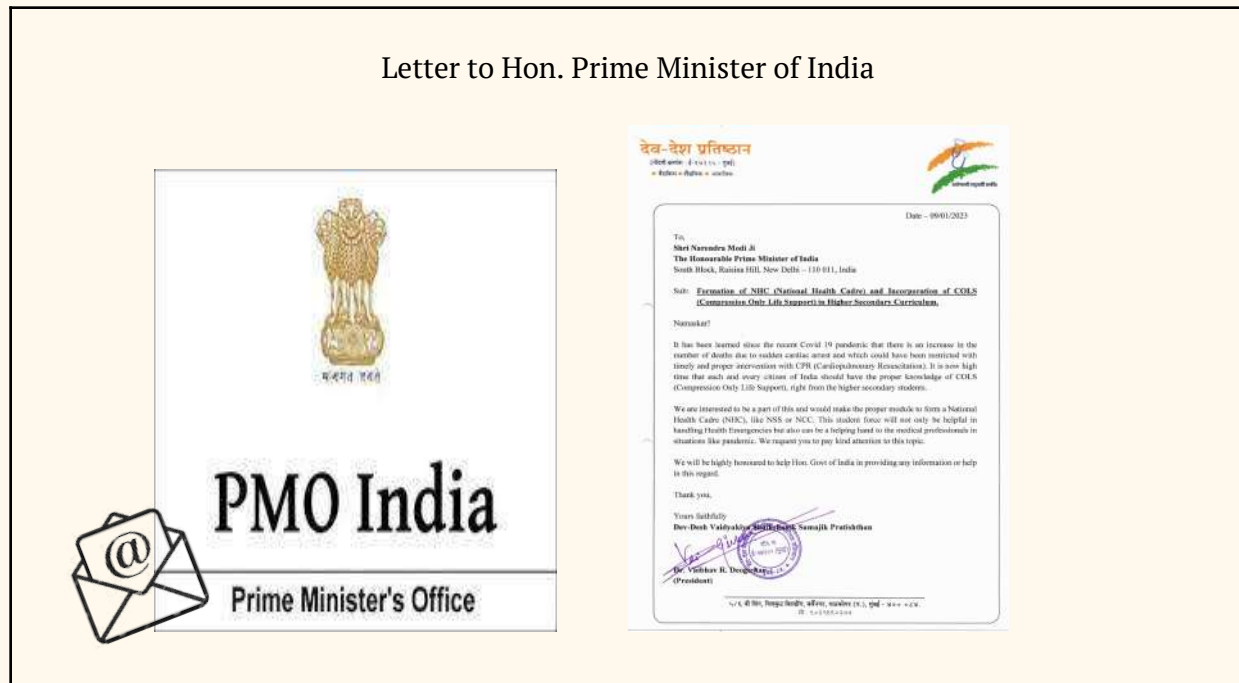 Letter to Hon. Prime Minister of India
@
PMO India
Prime Minister's Office
देव-देश प्रतिष्ठान
Date – 09/01/2023
To,
Shri Narendra Modi Ji
The Honourable Prime Minister of India
South Block, Raisina Hill, New Delhi – 110 011, India
Sub: Formation of NHC (National Health Cadre) and Incorporation of COLS
(Compression Only Life Support) in Higher Secondary Curriculum.
Namaskar!
It has been learned since the recent Covid 19 pandemic that there is an increase in the
number of deaths due to sudden cardiac arrest and which could have been restricted with
timely and proper intervention with CPR (Cardiopulmonary Resuscitation). It is now high
time that each and every citizen of India should have the proper knowledge of COLS
(Compression Only Life Support), right from the higher secondary students.
We are interested to be a part of this and would make the proper module to form a National
Health Cadre (NHC), like NSS or NCC. This student force will not only be helpful in
handling Health Emergencies but also can be a helping hand to the medical professionals in
situations like pandemic. We request you to pay kind attention to this topic.
We will be highly honoured to help Hon. Govt of India in providing any information or help
in this regard.
Thank you,
Yours faithfully
Dev-Desh Vaidyakiya Samajik Pratishthan
Dr. Vaibhav R.
(President)